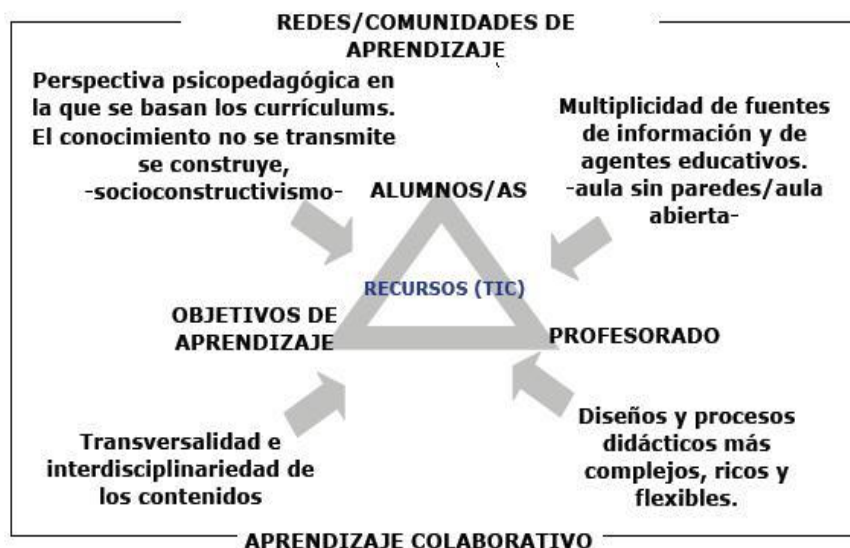 REDES/COMUNIDADES DE
APRENDIZAJE
Perspectiva psicopedagógica en
la que se basan los currículums.
El conocimiento no se transmite
se construye,
-socioconstructivismo-
Multiplicidad de fuentes
de información y de
agentes educativos.
-aula sin paredes/aula
abierta-
ALUMNOS/AS
RECURSOS (TIC)
OBJETIVOS DE
APRENDIZAJE
PROFESORADO
Transversalidad e
interdisciplinariedad de
los contenidos
Diseños y procesos
didácticos más
complejos, ricos y
flexibles.
APRENDIZAJE COLABORATIVO